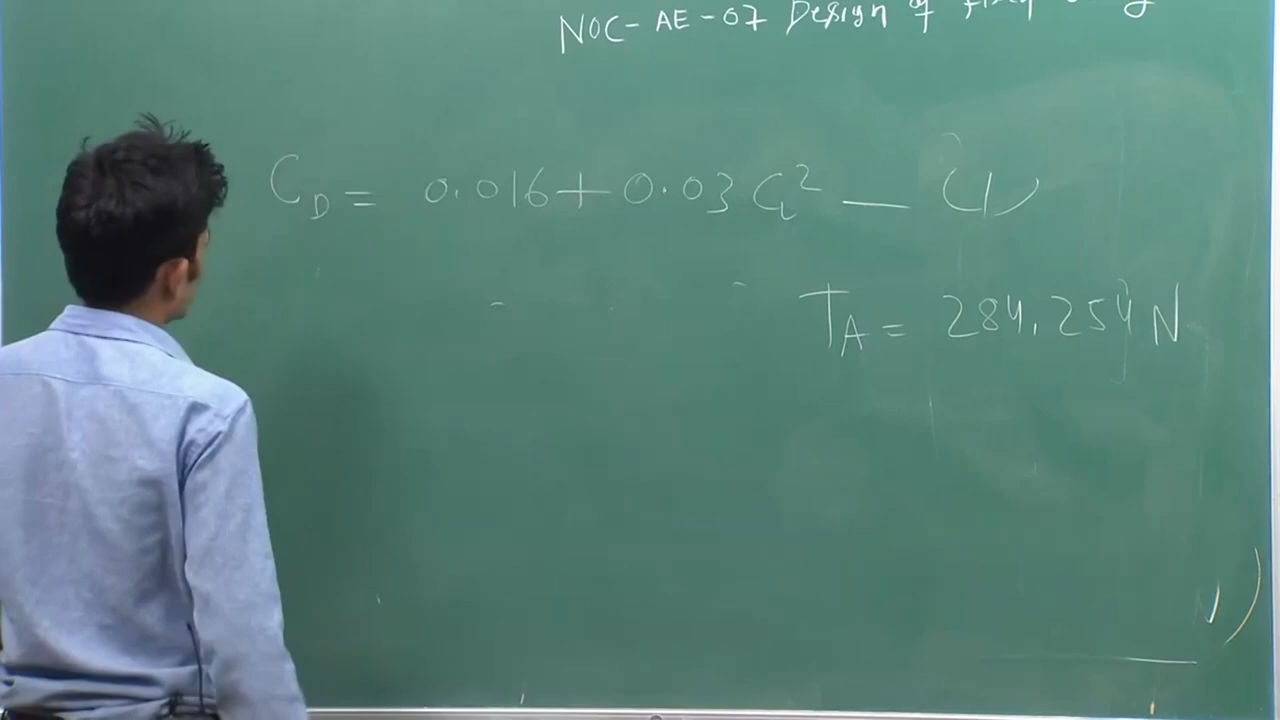 NOC-AE-07 Design of
C_D = 0.016 + 0.03 C_L^2 — (1)
T_A = 284.254 N